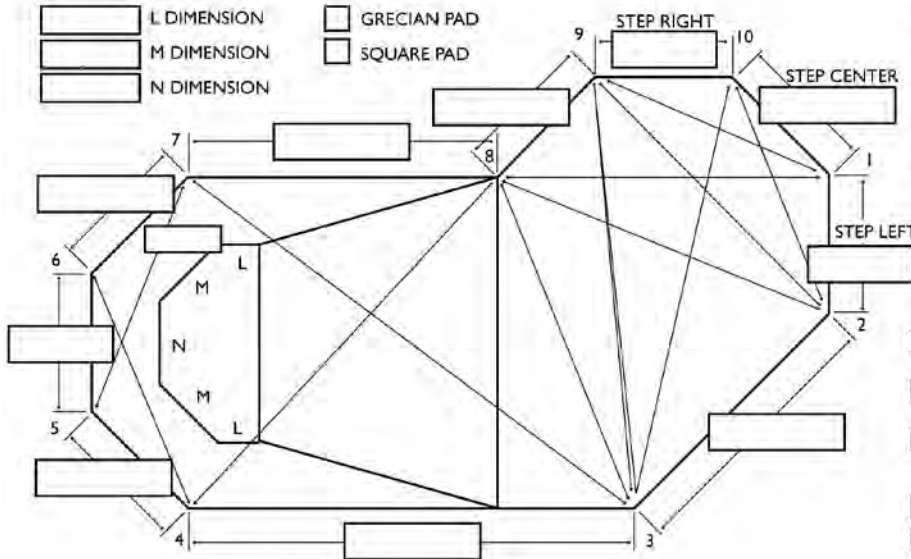 L DIMENSION
M DIMENSION
N DIMENSION
GRECIAN PAD
SQUARE PAD
STEP RIGHT
9
10
STEP CENTER
7
8
1
6
L
STEP LEFT
M
2
N
M
5
L
4
3